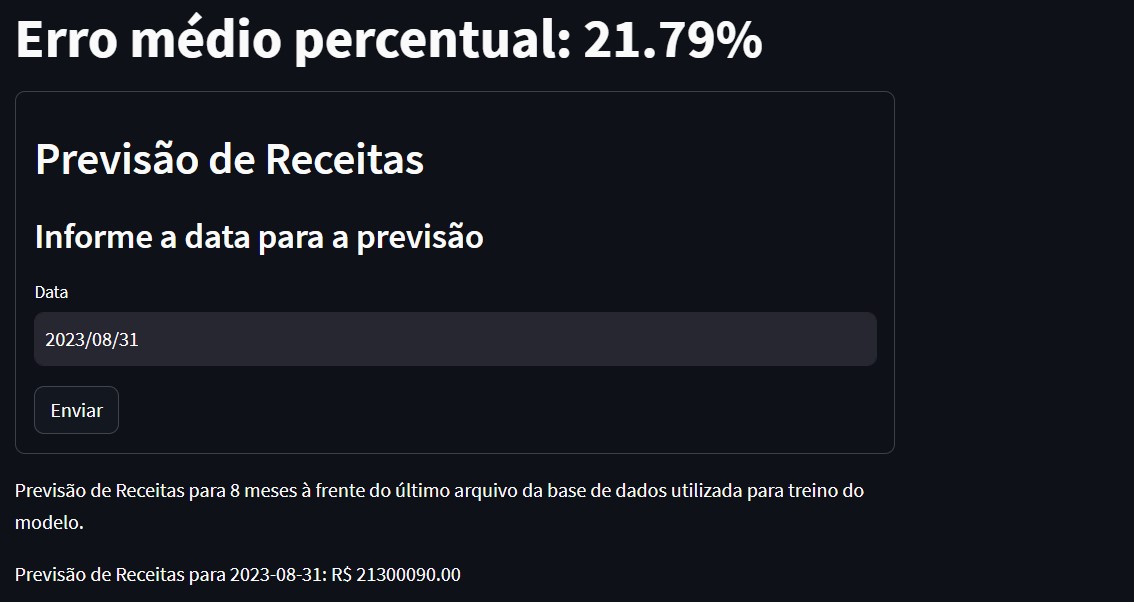 Erro médio percentual: 21.79%
Previsão de Receitas
Informe a data para a previsão
Data
2023/08/31
Enviar
Previsão de Receitas para 8 meses à frente do último arquivo da base de dados utilizada para treino do
modelo.
Previsão de Receitas para 2023-08-31: R$ 21300090.00